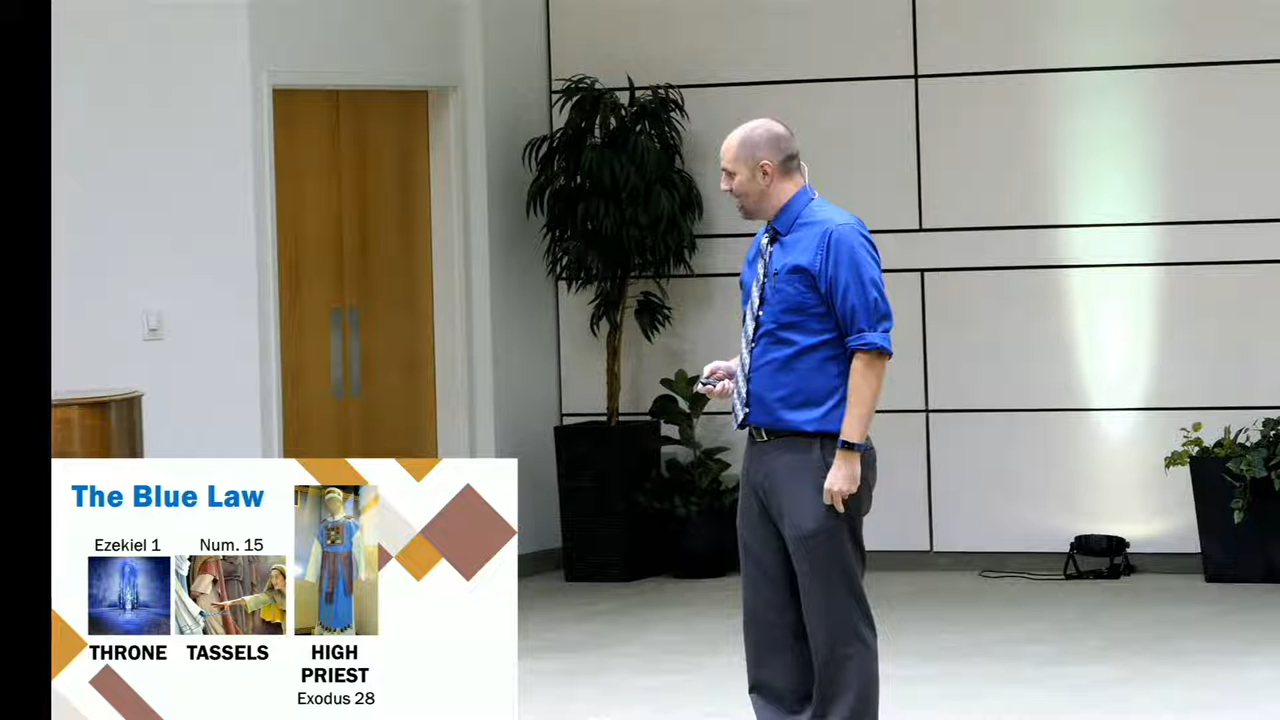 The Blue Law
Ezekiel 1
Num. 15
THRONE
TASSELS
HIGH
PRIEST
Exodus 28